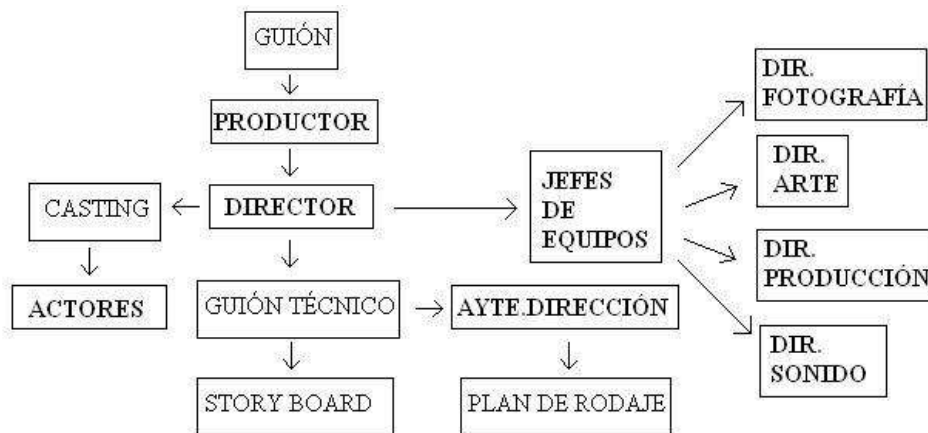 GUIÓN
PRODUCTOR
DIRECTOR
CASTING
ACTORES
GUIÓN TÉCNICO
STORY BOARD
AYTE.DIRECCIÓN
PLAN DE RODAJE
JEFES
DE
EQUIPOS
DIR.
FOTOGRAFÍA
DIR.
ARTE
DIR.
PRODUCCIÓN
DIR.
SONIDO